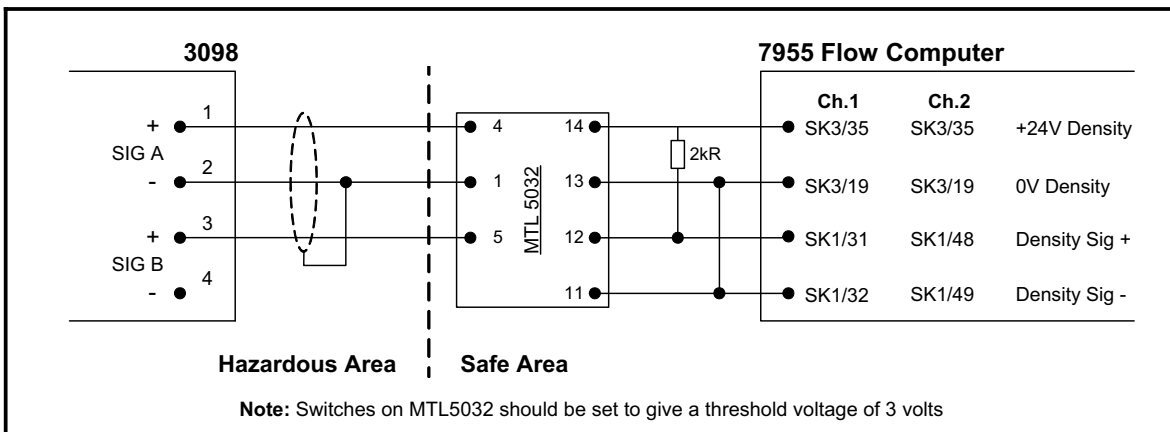 3098
7955 Flow Computer
Ch.1 Ch.2
+ 1 4 14 SK3/35 SK3/35 +24V Density
SIG A
2kR
- 2 1 13 SK3/19 SK3/19 0V Density
MTL 5032
+ 3 5 12 SK1/31 SK1/48 Density Sig +
SIG B
- 4 11 SK1/32 SK1/49 Density Sig -
Hazardous Area Safe Area
Note: Switches on MTL5032 should be set to give a threshold voltage of 3 volts